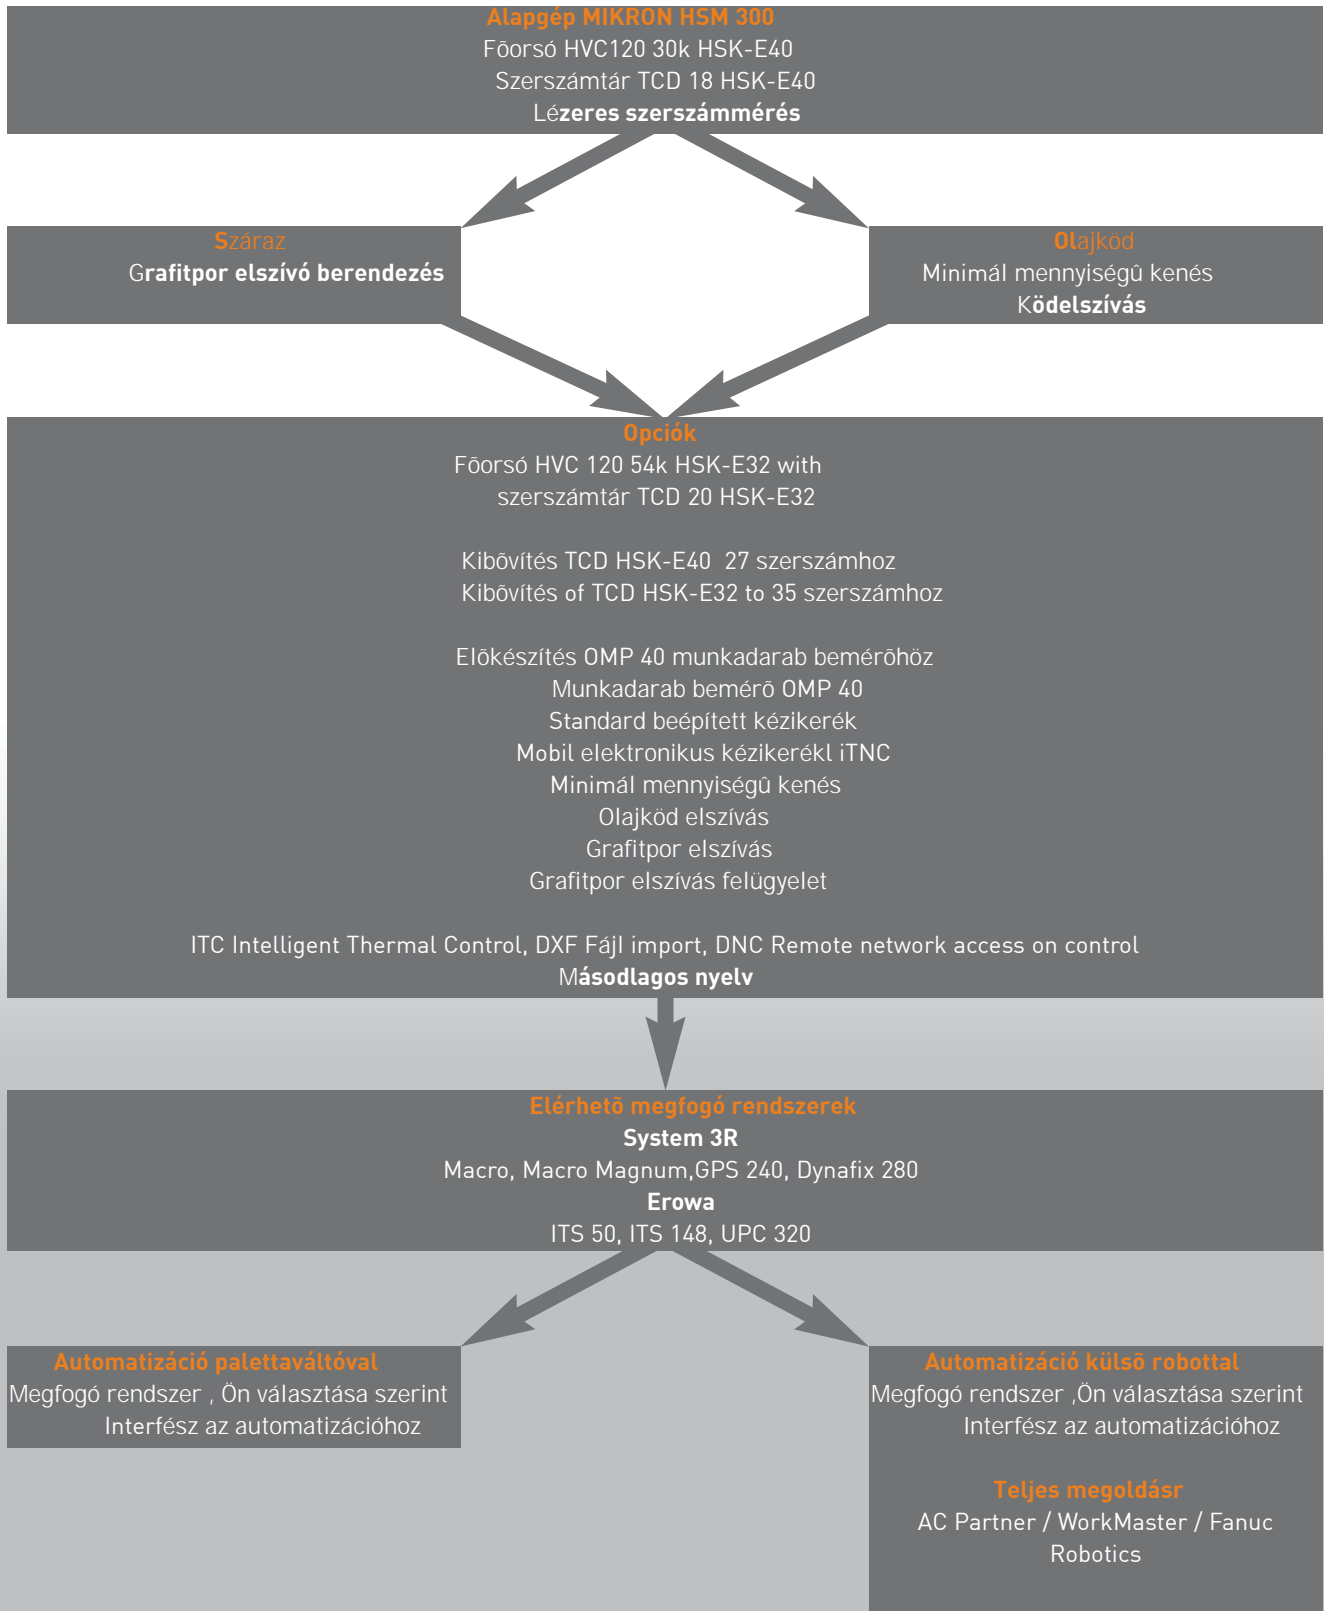 Alapgép MIKRON HSM 300
Fõorsó HVC120 30k HSK-E40
Szerszámtár TCD 18 HSK-E40
Lézeres szerszámmérés
Száraz
Grafitpor elszívó berendezés
Olajköd
Minimál mennyiségû kenés
Ködelszívás
Opciók
Fõorsó HVC 120 54k HSK-E32 with
szerszámtár TCD 20 HSK-E32
Kibõvítés TCD HSK-E40  27 szerszámhoz
Kibõvítés of TCD HSK-E32 to 35 szerszámhoz
Elõkészítés OMP 40 munkadarab bemérõhöz
Munkadarab bemérõ OMP 40
Standard beépített kézikerék
Mobil elektronikus kézikerékl iTNC
Minimál mennyiségû kenés
Olajköd elszívás
Grafitpor elszívás
Grafitpor elszívás felügyelet
ITC Intelligent Thermal Control, DXF Fájl import, DNC Remote network access on control
Másodlagos nyelv
Elérhetõ megfogó rendszerek
System 3R
Macro, Macro Magnum,GPS 240, Dynafix 280
Erowa
ITS 50, ITS 148, UPC 320
Automatizáció palettaváltóval
Megfogó rendszer , Ön választása szerint
Interfész az automatizációhoz
Automatizáció külsõ robottal
Megfogó rendszer ,Ön választása szerint
Interfész az automatizációhoz
Teljes megoldásr
AC Partner / WorkMaster / Fanuc
Robotics